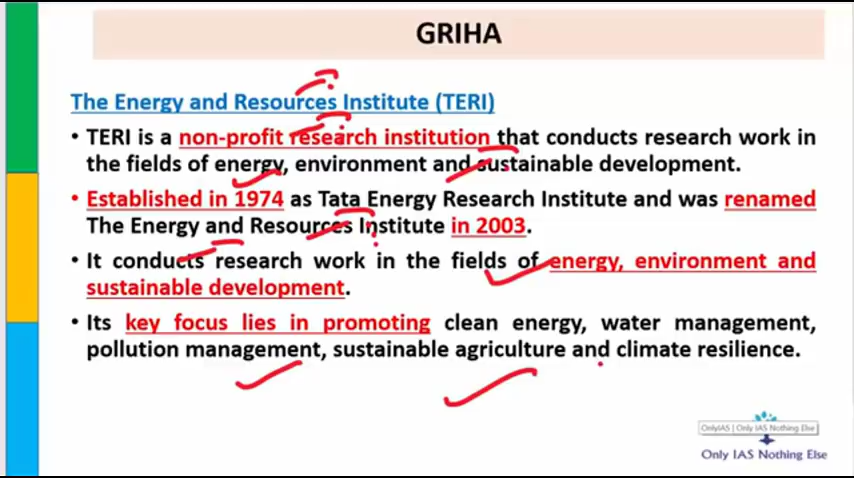 GRIHA
The Energy and Resources Institute (TERI)
• TERI is a non-profit research institution that conducts research work in
the fields of energy, environment and sustainable development.
• Established in 1974 as Tata Energy Research Institute and was renamed
The Energy and Resources Institute in 2003.
• It conducts research work in the fields of energy, environment and
sustainable development.
• Its key focus lies in promoting clean energy, water management,
pollution management, sustainable agriculture and climate resilience.
OnlyIAS | Only IAS Nothing Else
Only IAS Nothing Else